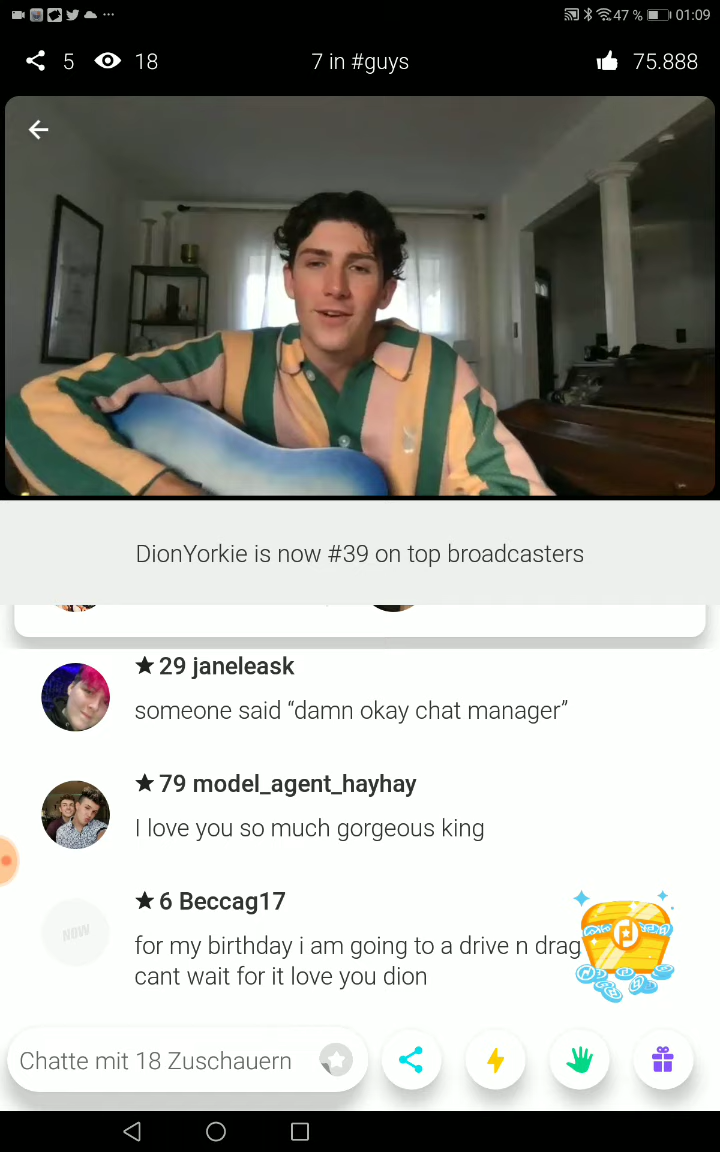 47 % 01:09
5 18 7 in #guys 75.888
DionYorkie is now #39 on top broadcasters
★ 29 janeleask
someone said “damn okay chat manager”
★ 79 model_agent_hayhay
I love you so much gorgeous king
NOW
★ 6 Beccag17
for my birthday i am going to a drive n drag
cant wait for it love you dion
Chatte mit 18 Zuschauern